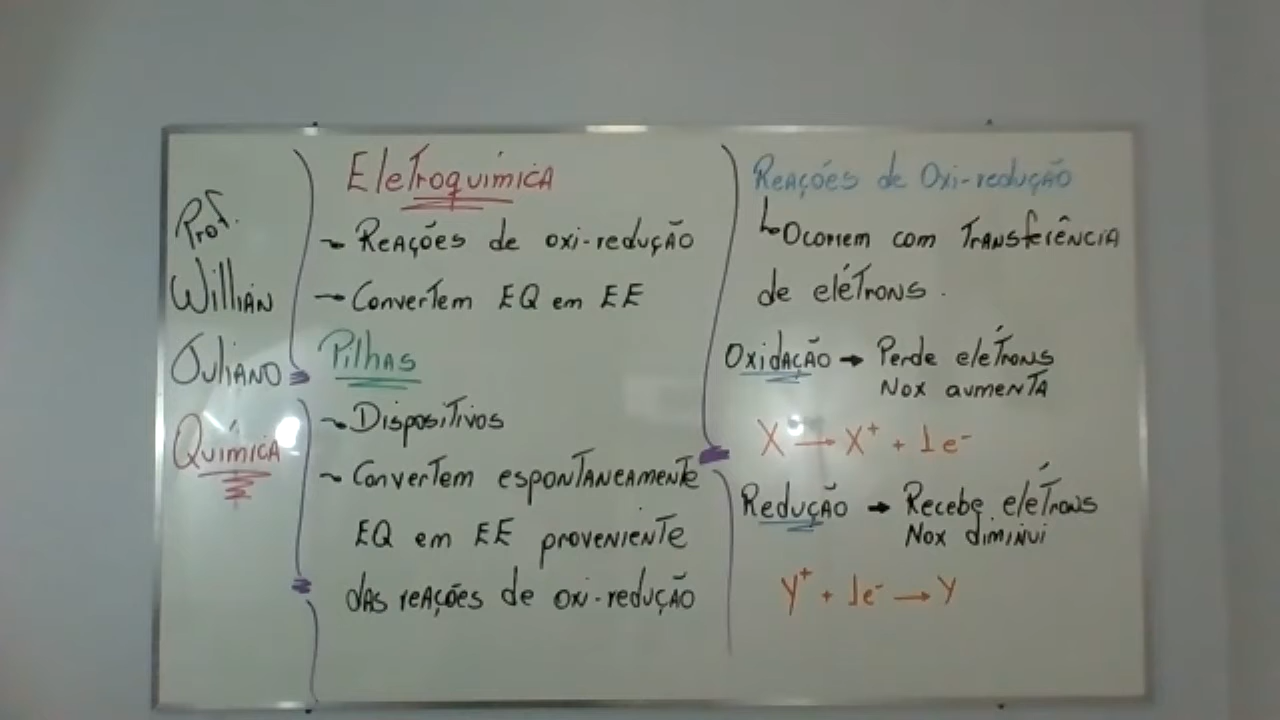 Prof.
Willian
Juliano
Química
Eletroquímica
→ Reações de oxi-redução
→ Convertem EQ em EE
Pilhas
→ Dispositivos
→ Convertem espontaneamente
EQ em EE proveniente
das reações de oxi-redução
Reações de Oxi-redução
↳ Ocorrem com transferência
de elétrons.
Oxidação → Perde elétrons
Nox aumenta
X → X⁺ + 1e⁻
Redução → Recebe elétrons
Nox diminui
Y⁺ + 1e⁻ → Y